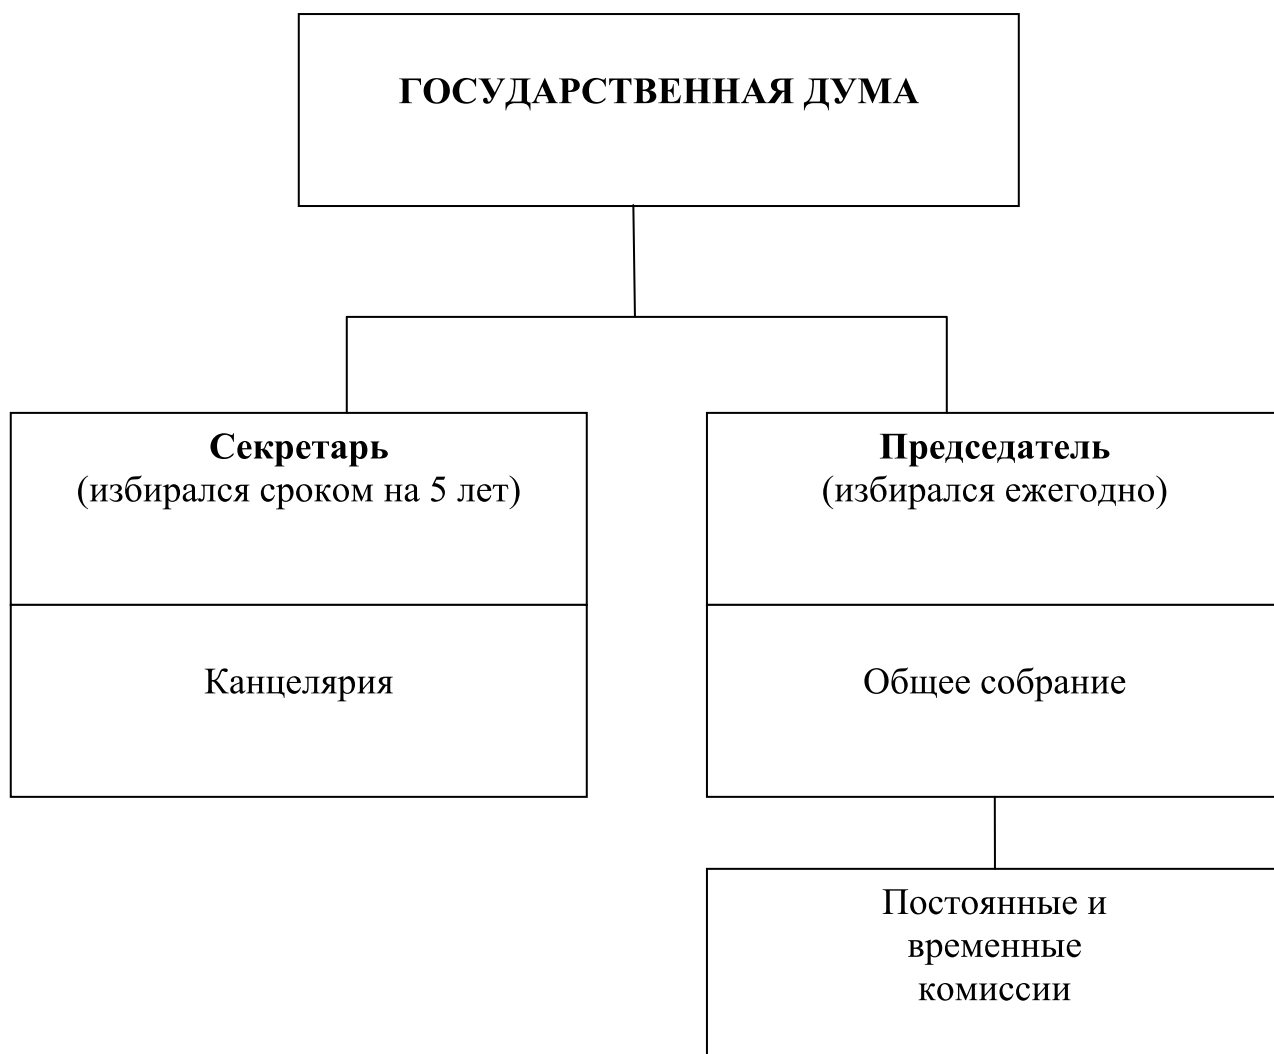 ГОСУДАРСТВЕННАЯ ДУМА
Секретарь
(избирался сроком на 5 лет)
Канцелярия
Председатель
(избирался ежегодно)
Общее собрание
Постоянные и
временные
комиссии